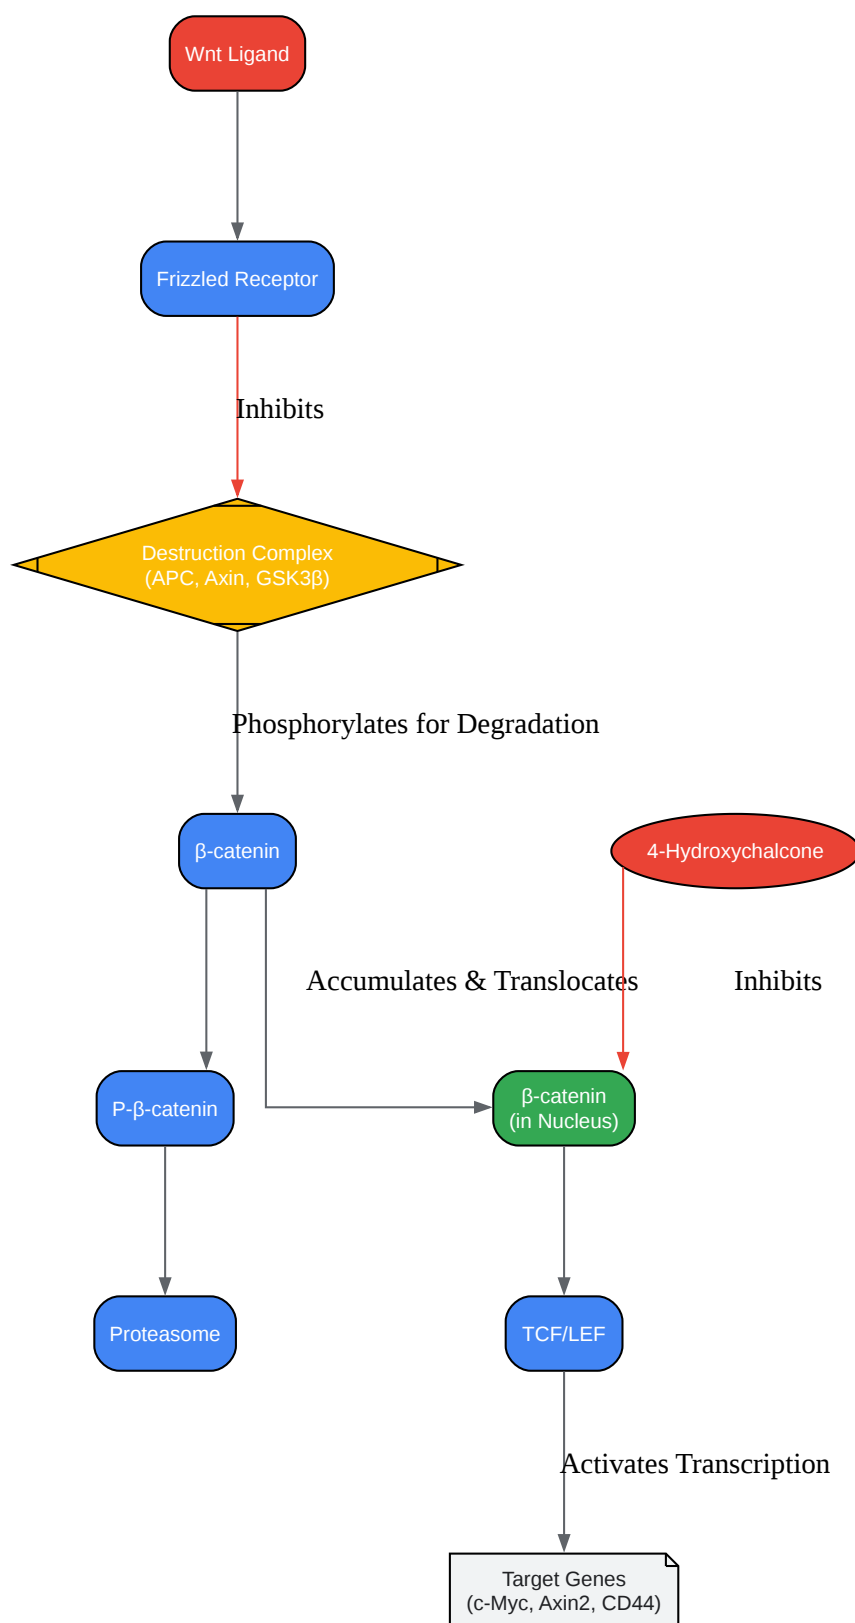 Wnt Ligand
Frizzled Receptor
Inhibits
Destruction Complex
(APC, Axin, GSK3β)
Phosphorylates for Degradation
β-catenin
4-Hydroxychalcone
Accumulates & Translocates
Inhibits
P-β-catenin
β-catenin
(in Nucleus)
Proteasome
TCF/LEF
Activates Transcription
Target Genes
(c-Myc, Axin2, CD44)